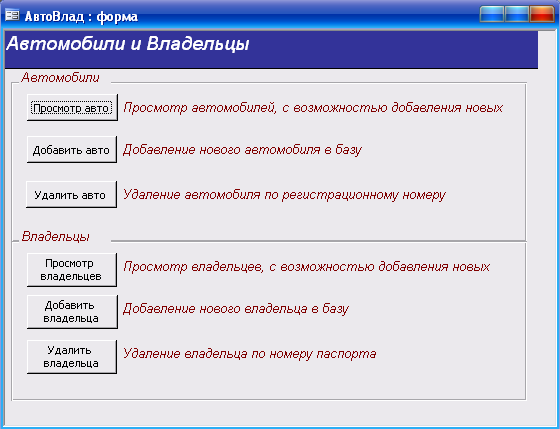 АвтоВлад : форма
Автомобили и Владельцы
Автомобили
Просмотр авто Просмотр автомобилей, с возможностью добавления новых
Добавить авто Добавление нового автомобиля в базу
Удалить авто Удаление автомобиля по регистрационному номеру
Владельцы
Просмотр
владельцев
Просмотр владельцев, с возможностью добавления новых
Добавить
владельца
Добавление нового владельца в базу
Удалить
владельца
Удаление владельца по номеру паспорта